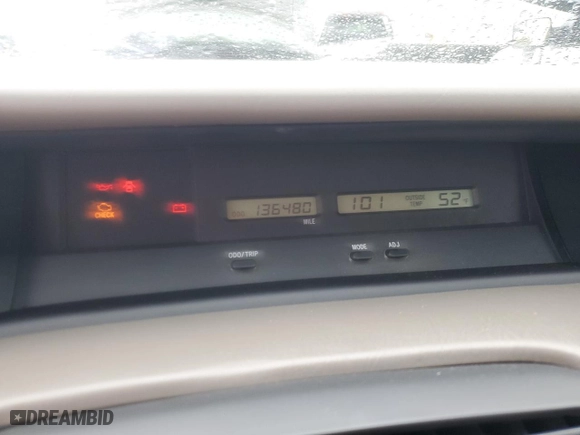 CHECK
136480
MILE
101 OUTSIDE TEMP 52 °F
ODO/TRIP
MODE ADJ
DREAMBID